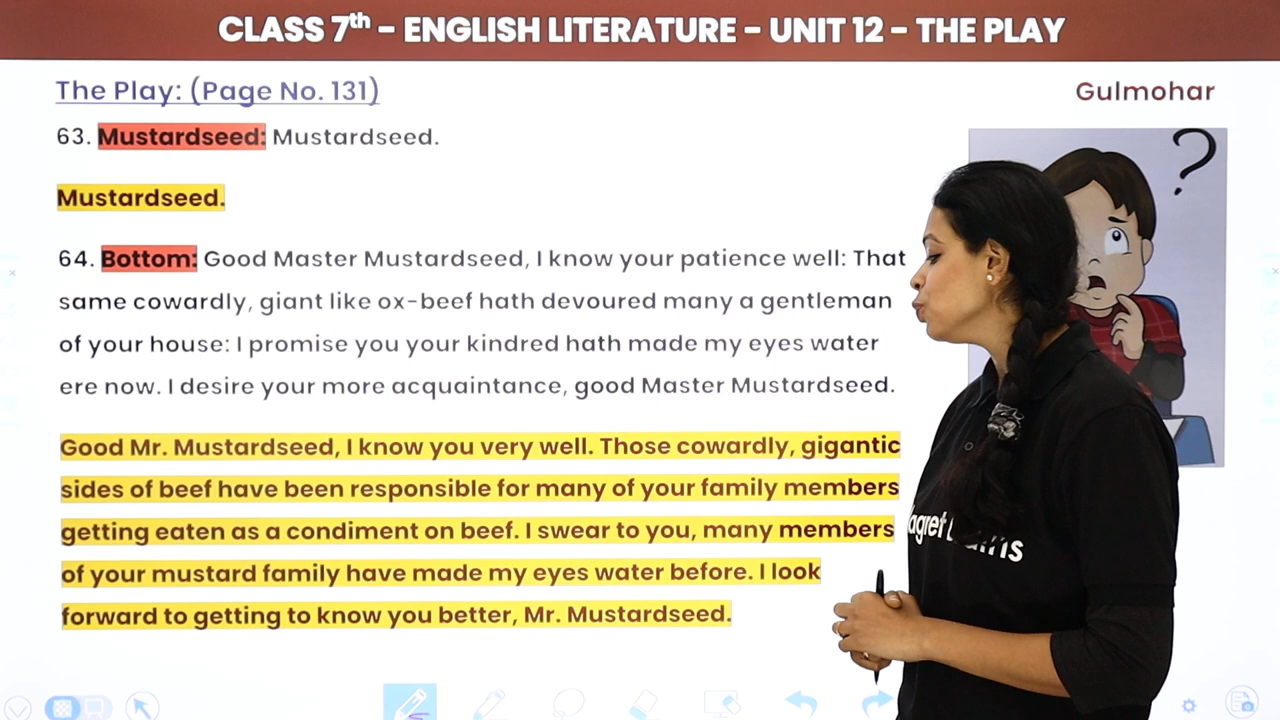 CLASS 7th – ENGLISH LITERATURE – UNIT 12 – THE PLAY
The Play: (Page No. 131)
Gulmohar
63. Mustardseed: Mustardseed.
Mustardseed.
64. Bottom: Good Master Mustardseed, I know your patience well: That
same cowardly, giant like ox-beef hath devoured many a gentleman
of your house: I promise you your kindred hath made my eyes water
ere now. I desire your more acquaintance, good Master Mustardseed.
Good Mr. Mustardseed, I know you very well. Those cowardly, gigantic
sides of beef have been responsible for many of your family members
getting eaten as a condiment on beef. I swear to you, many members
of your mustard family have made my eyes water before. I look
forward to getting to know you better, Mr. Mustardseed.
?